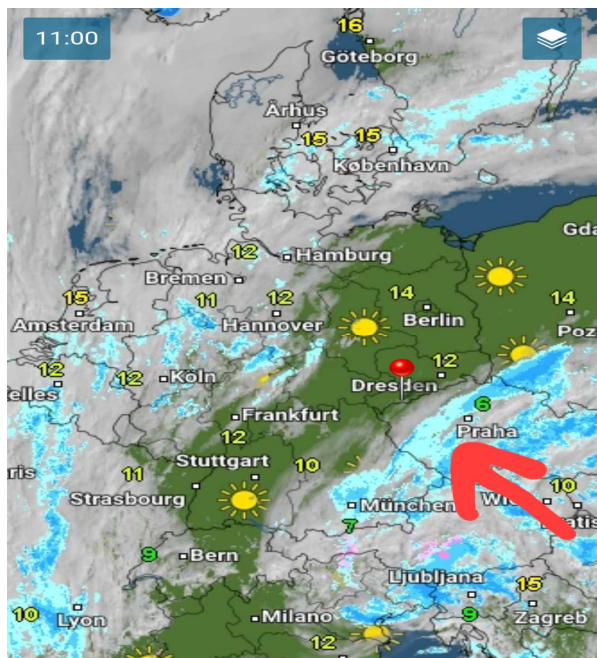 11:00
16
Göteborg
Århus
15
15
København
Gda
12
Hamburg
Bremen
15
11
12
14
14
Amsterdam
Hannover
Berlin
Poz
12
elles
12
Köln
12
Dresden
6
Frankfurt
Praha
12
ris
11
Stuttgart
10
Strasbourg
München
Wie
10
atis
7
9
Bern
Ljubljana
15
10
Lyon
Milano
9
Zagreb
12